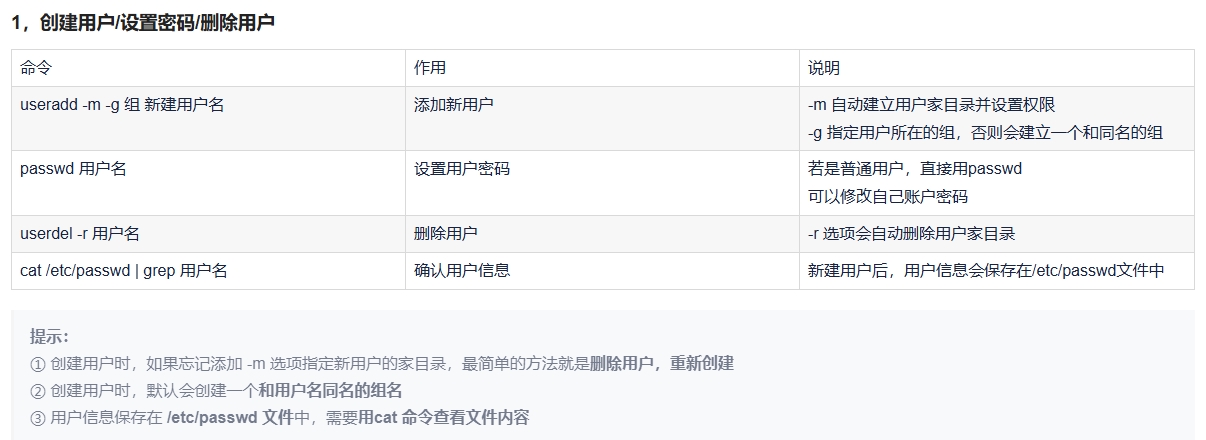 1，创建用户/设置密码/删除用户
命令 作用 说明
useradd -m -g 组 新建用户名 添加新用户 -m 自动建立用户家目录并设置权限
-g 指定用户所在的组，否则会建立一个和同名的组
passwd 用户名 设置用户密码 若是普通用户，直接用passwd
可以修改自己账户密码
userdel -r 用户名 删除用户 -r 选项会自动删除用户家目录
cat /etc/passwd | grep 用户名 确认用户信息 新建用户后，用户信息会保存在/etc/passwd文件中
提示：
① 创建用户时，如果忘记添加 -m 选项指定新用户的家目录，最简单的方法就是删除用户，重新创建
② 创建用户时，默认会创建一个和用户名同名的组名
③ 用户信息保存在 /etc/passwd 文件中，需要用cat 命令查看文件内容